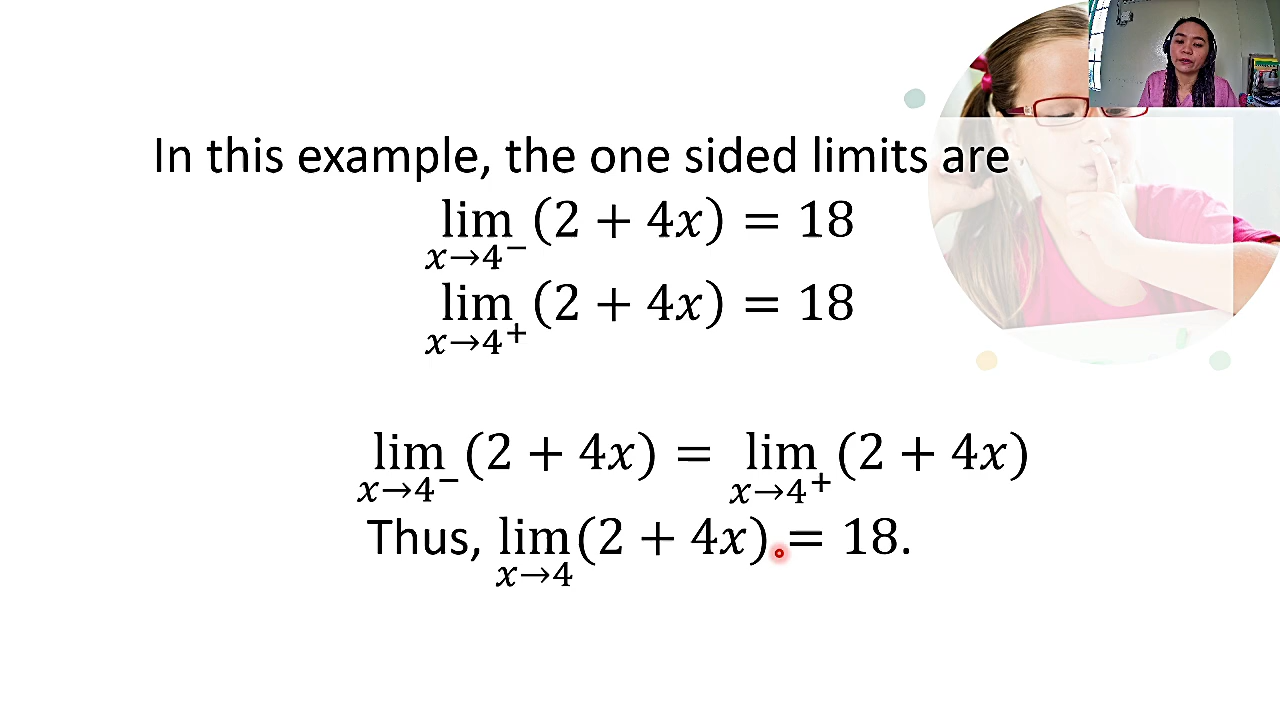 In this example, the one sided limits are
lim x→4⁻ (2 + 4x) = 18
lim x→4⁺ (2 + 4x) = 18
lim x→4⁻ (2 + 4x) = lim x→4⁺ (2 + 4x)
Thus, lim x→4 (2 + 4x) = 18.